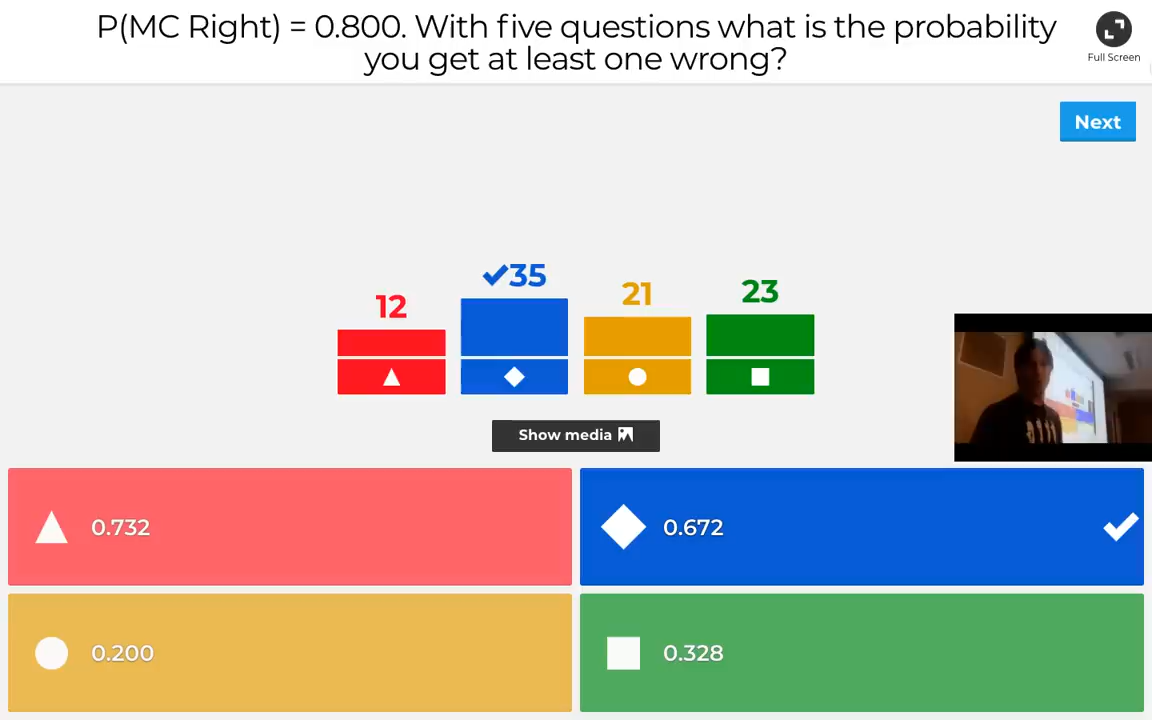 P(MC Right) = 0.800. With five questions what is the probability
you get at least one wrong?
Full Screen
Next
12
35
21
23
Show media
0.732
0.672
0.200
0.328